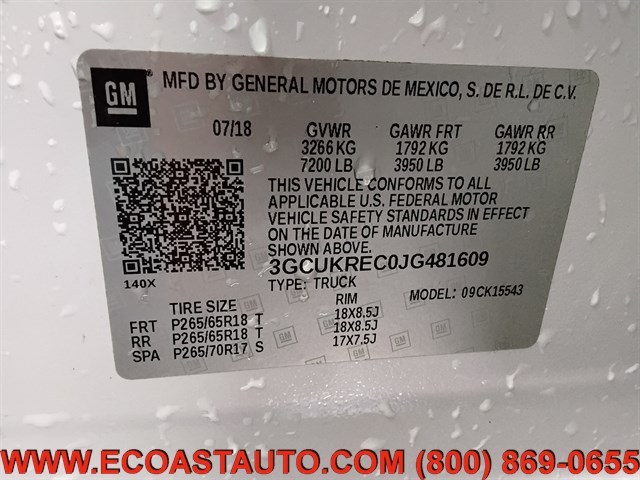 GM ® MFD BY GENERAL MOTORS DE MEXICO, S. DE R.L. DE C.V.
07/18 GVWR GAWR FRT GAWR RR
3266 KG 1792 KG 1792 KG
7200 LB 3950 LB 3950 LB
THIS VEHICLE CONFORMS TO ALL
APPLICABLE U.S. FEDERAL MOTOR
VEHICLE SAFETY STANDARDS IN EFFECT
ON THE DATE OF MANUFACTURE
SHOWN ABOVE.
3GCUKREC0JG481609
140X TYPE: TRUCK MODEL: 09CK15543
TIRE SIZE RIM
FRT P265/65R18 T 18X8.5J
RR P265/65R18 T 18X8.5J
SPA P265/70R17 S 17X7.5J
WWW.ECOASTAUTO.COM (800) 869-0655